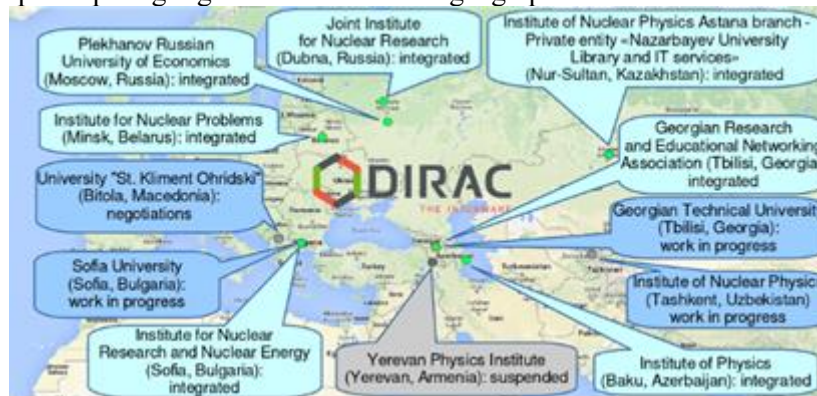 Plekhanov Russian
University of Economics
(Moscow, Russia): integrated
Joint Institute
for Nuclear Research
(Dubna, Russia): integrated
Institute of Nuclear Physics Astana branch -
Private entity «Nazarbayev University
Library and IT services»
(Nur-Sultan, Kazakhstan): integrated
Institute for Nuclear Problems
(Minsk, Belarus): integrated
Georgian Research
and Educational Networking
Association (Tbilisi, Georgia
integrated
University "St. Kliment Ohridski"
(Bitola, Macedonia):
negotiations
DIRAC
THE INTERWARE
Georgian Technical University
(Tbilisi, Georgia):
work in progress
Sofia University
(Sofia, Bulgaria):
work in progress
Turkey
Institute of Nuclear Physic
(Tashkent, Uzbekistan)
work in progress
Institute for Nuclear
Research and Nuclear Energy
(Sofia, Bulgaria):
integrated
Yerevan Physics Institute
(Yerevan, Armenia): suspended
Institute of Physics
(Baku, Azerbaijan): integrated